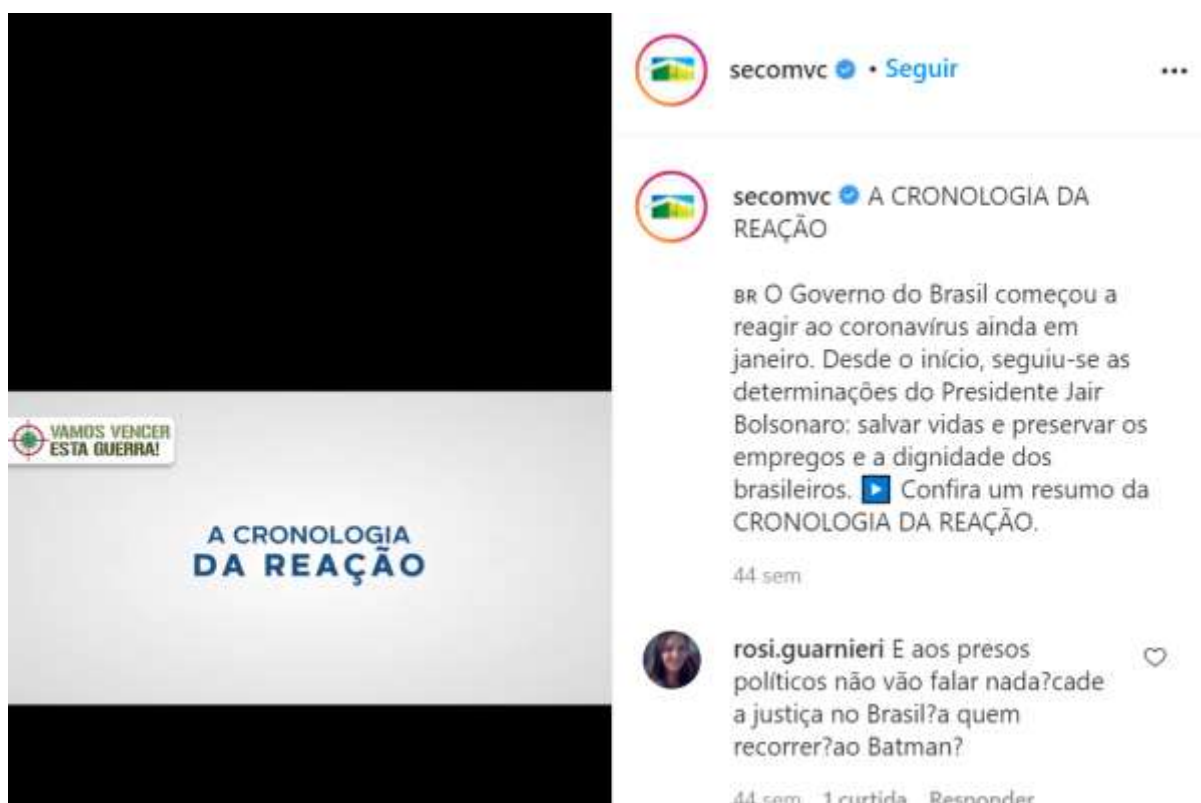 secomvc • Seguir
secomvc A CRONOLOGIA DA
REAÇÃO
BR O Governo do Brasil começou a
reagir ao coronavírus ainda em
janeiro. Desde o início, seguiu-se as
determinações do Presidente Jair
Bolsonaro: salvar vidas e preservar os
empregos e a dignidade dos
brasileiros. ▶ Confira um resumo da
CRONOLOGIA DA REAÇÃO.
44 sem
rosi.guarnieri E aos presos
políticos não vão falar nada?cade
a justiça no Brasil?a quem
recorrer?ao Batman?
44 sem 1 curtida Responder
VAMOS VENCER
ESTA GUERRA!
A CRONOLOGIA
DA REAÇÃO